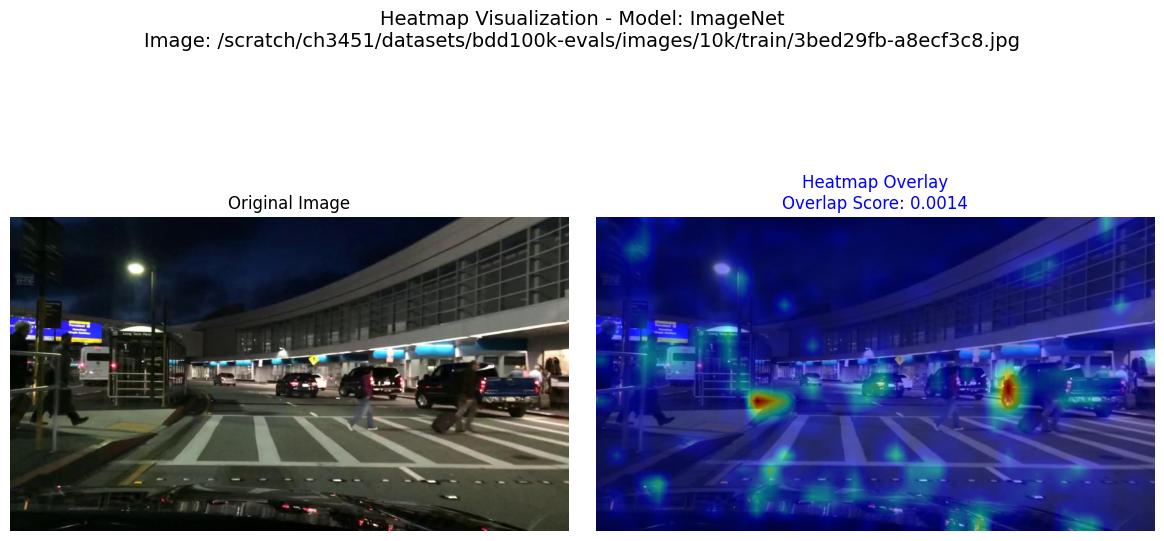 Heatmap Visualization - Model: ImageNet
Image: /scratch/ch3451/datasets/bdd100k-evals/images/10k/train/3bed29fb-a8ecf3c8.jpg
Original Image
Heatmap Overlay
Overlap Score: 0.0014